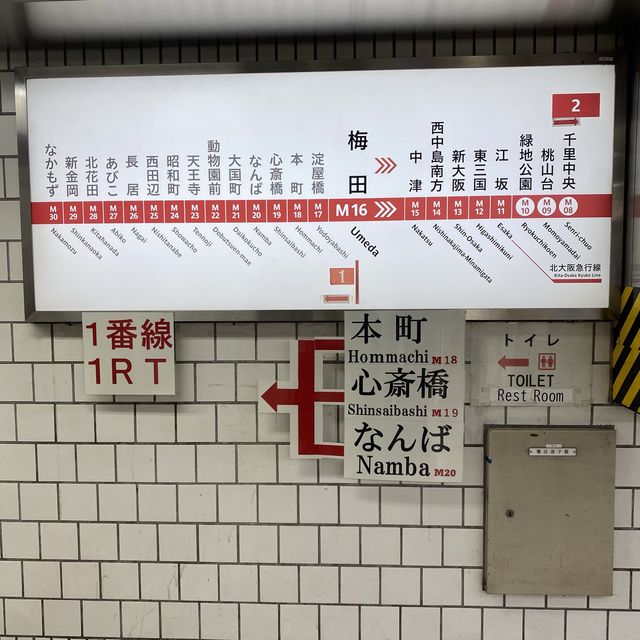 2
なかもず 新金岡 北花田 あびこ 長居 西田辺 昭和町 天王寺 動物園前 大国町 なんば 心斎橋 本町 淀屋橋 梅田 中津 西中島南方 新大阪 東三国 江坂 緑地公園 桃山台 千里中央
M30 M29 M28 M27 M26 M25 M24 M23 M22 M21 M20 M19 M18 M17 M16 M15 M14 M13 M12 M11 M10 M09 M08
Nakamozu Shinkanaoka Kitahanada Abiko Nagai Nishitanabe Showacho Tennoji Dobutsuen-mae Daikokucho Namba Shinsaibashi Hommachi Yodoyabashi Umeda Nakatsu Nishinakajima-Minamigata Shin-Osaka Higashimikuni Esaka Ryokuchikoen Momoyamadai Senri-chuo
北大阪急行線
Kita-Osaka Kyuko Line
1
1番線
1RT
本町
Hommachi M18
心斎橋
Shinsaibashi M19
なんば
Namba M20
トイレ
TOILET
Rest Room
電話端子盤